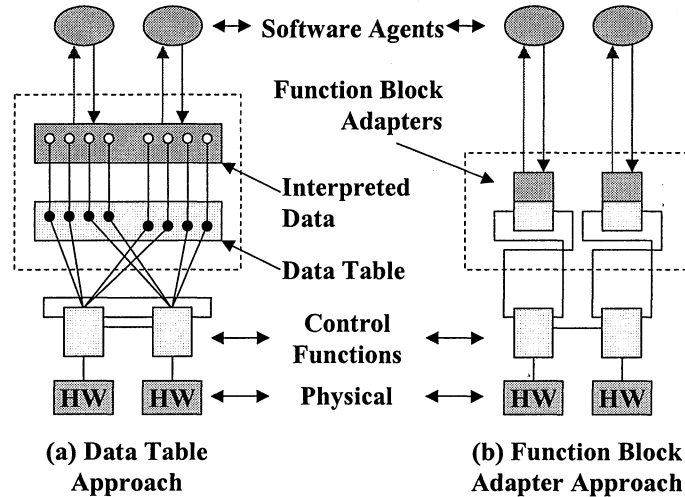 Software Agents
Function Block
Adapters
Interpreted
Data
Data Table
Control
Functions
HW HW Physical HW HW
(a) Data Table
Approach
(b) Function Block
Adapter Approach